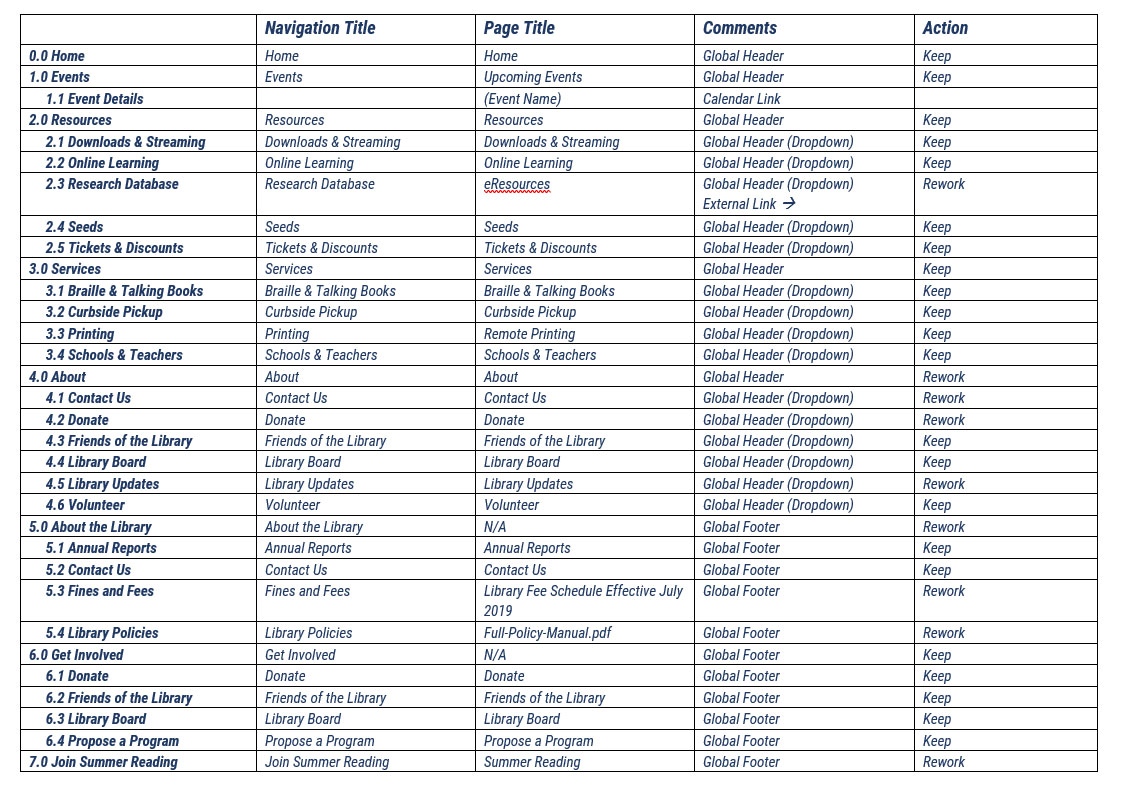 Navigation Title Page Title Comments Action
0.0 Home Home Home Global Header Keep
1.0 Events Events Upcoming Events Global Header Keep
1.1 Event Details (Event Name) Calendar Link
2.0 Resources Resources Resources Global Header Keep
2.1 Downloads & Streaming Downloads & Streaming Downloads & Streaming Global Header (Dropdown) Keep
2.2 Online Learning Online Learning Online Learning Global Header (Dropdown) Keep
2.3 Research Database Research Database eResources Global Header (Dropdown) Rework
External Link →
2.4 Seeds Seeds Seeds Global Header (Dropdown) Keep
2.5 Tickets & Discounts Tickets & Discounts Tickets & Discounts Global Header (Dropdown) Keep
3.0 Services Services Services Global Header Keep
3.1 Braille & Talking Books Braille & Talking Books Braille & Talking Books Global Header (Dropdown) Keep
3.2 Curbside Pickup Curbside Pickup Curbside Pickup Global Header (Dropdown) Keep
3.3 Printing Printing Remote Printing Global Header (Dropdown) Keep
3.4 Schools & Teachers Schools & Teachers Schools & Teachers Global Header (Dropdown) Keep
4.0 About About About Global Header Rework
4.1 Contact Us Contact Us Contact Us Global Header (Dropdown) Rework
4.2 Donate Donate Donate Global Header (Dropdown) Rework
4.3 Friends of the Library Friends of the Library Friends of the Library Global Header (Dropdown) Keep
4.4 Library Board Library Board Library Board Global Header (Dropdown) Keep
4.5 Library Updates Library Updates Library Updates Global Header (Dropdown) Rework
4.6 Volunteer Volunteer Volunteer Global Header (Dropdown) Keep
5.0 About the Library About the Library N/A Global Footer Rework
5.1 Annual Reports Annual Reports Annual Reports Global Footer Keep
5.2 Contact Us Contact Us Contact Us Global Footer Keep
5.3 Fines and Fees Fines and Fees Library Fee Schedule Effective July Global Footer Rework
2019
5.4 Library Policies Library Policies Full-Policy-Manual.pdf Global Footer Rework
6.0 Get Involved Get Involved N/A Global Footer Keep
6.1 Donate Donate Donate Global Footer Keep
6.2 Friends of the Library Friends of the Library Friends of the Library Global Footer Keep
6.3 Library Board Library Board Library Board Global Footer Keep
6.4 Propose a Program Propose a Program Propose a Program Global Footer Keep
7.0 Join Summer Reading Join Summer Reading Summer Reading Global Footer Rework